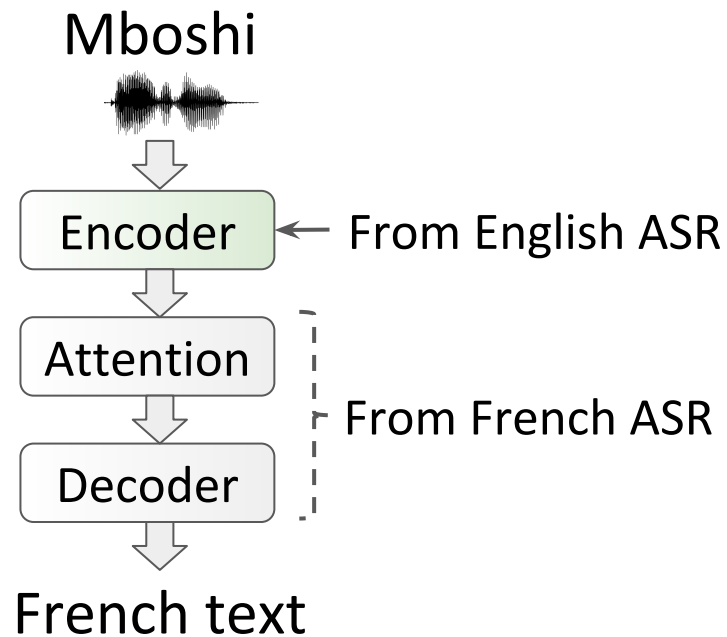 Mboshi
Encoder
From English ASR
Attention
From French ASR
Decoder
French text